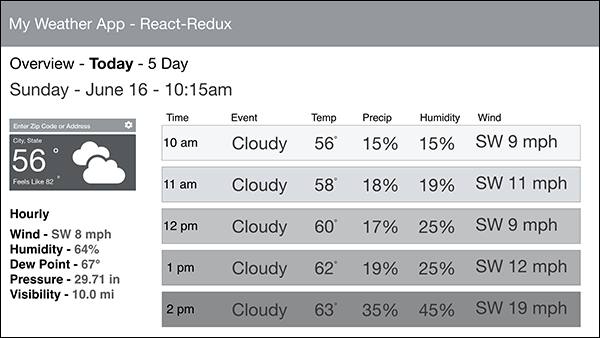 My Weather App - React-Redux
Overview - Today - 5 Day
Sunday - June 16 - 10:15am
Enter Zip Code or Address
City, State
56°
Feels Like 82 °
Hourly
Wind - SW 8 mph
Humidity - 64%
Dew Point - 67°
Pressure - 29.71 in
Visibility - 10.0 mi
Time Event Temp Precip Humidity Wind
10 am Cloudy 56° 15% 15% SW 9 mph
11 am Cloudy 58° 18% 19% SW 11 mph
12 pm Cloudy 60° 17% 25% SW 9 mph
1 pm Cloudy 62° 19% 25% SW 12 mph
2 pm Cloudy 63° 35% 45% SW 19 mph